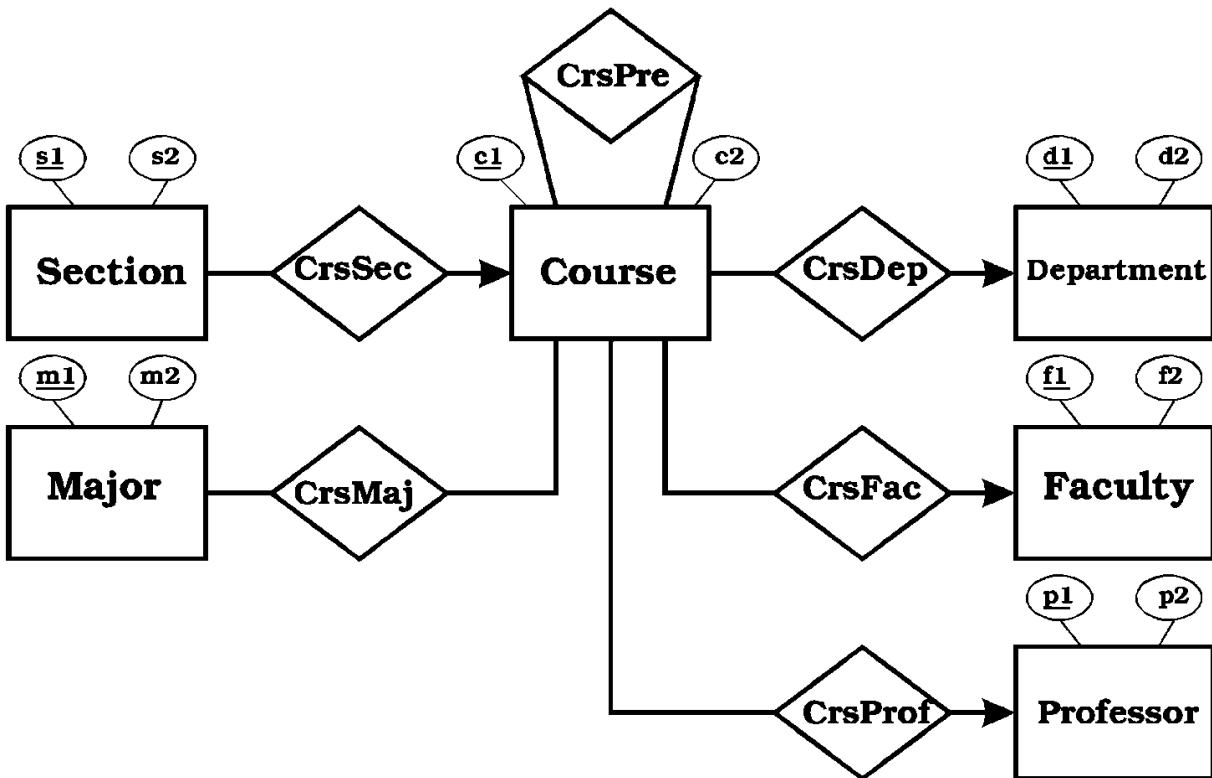 CrsPre
s1
s2
c1
c2
d1
d2
Section
CrsSec
Course
CrsDep
Department
m1
m2
f1
f2
Major
CrsMaj
CrsFac
Faculty
p1
p2
CrsProf
Professor